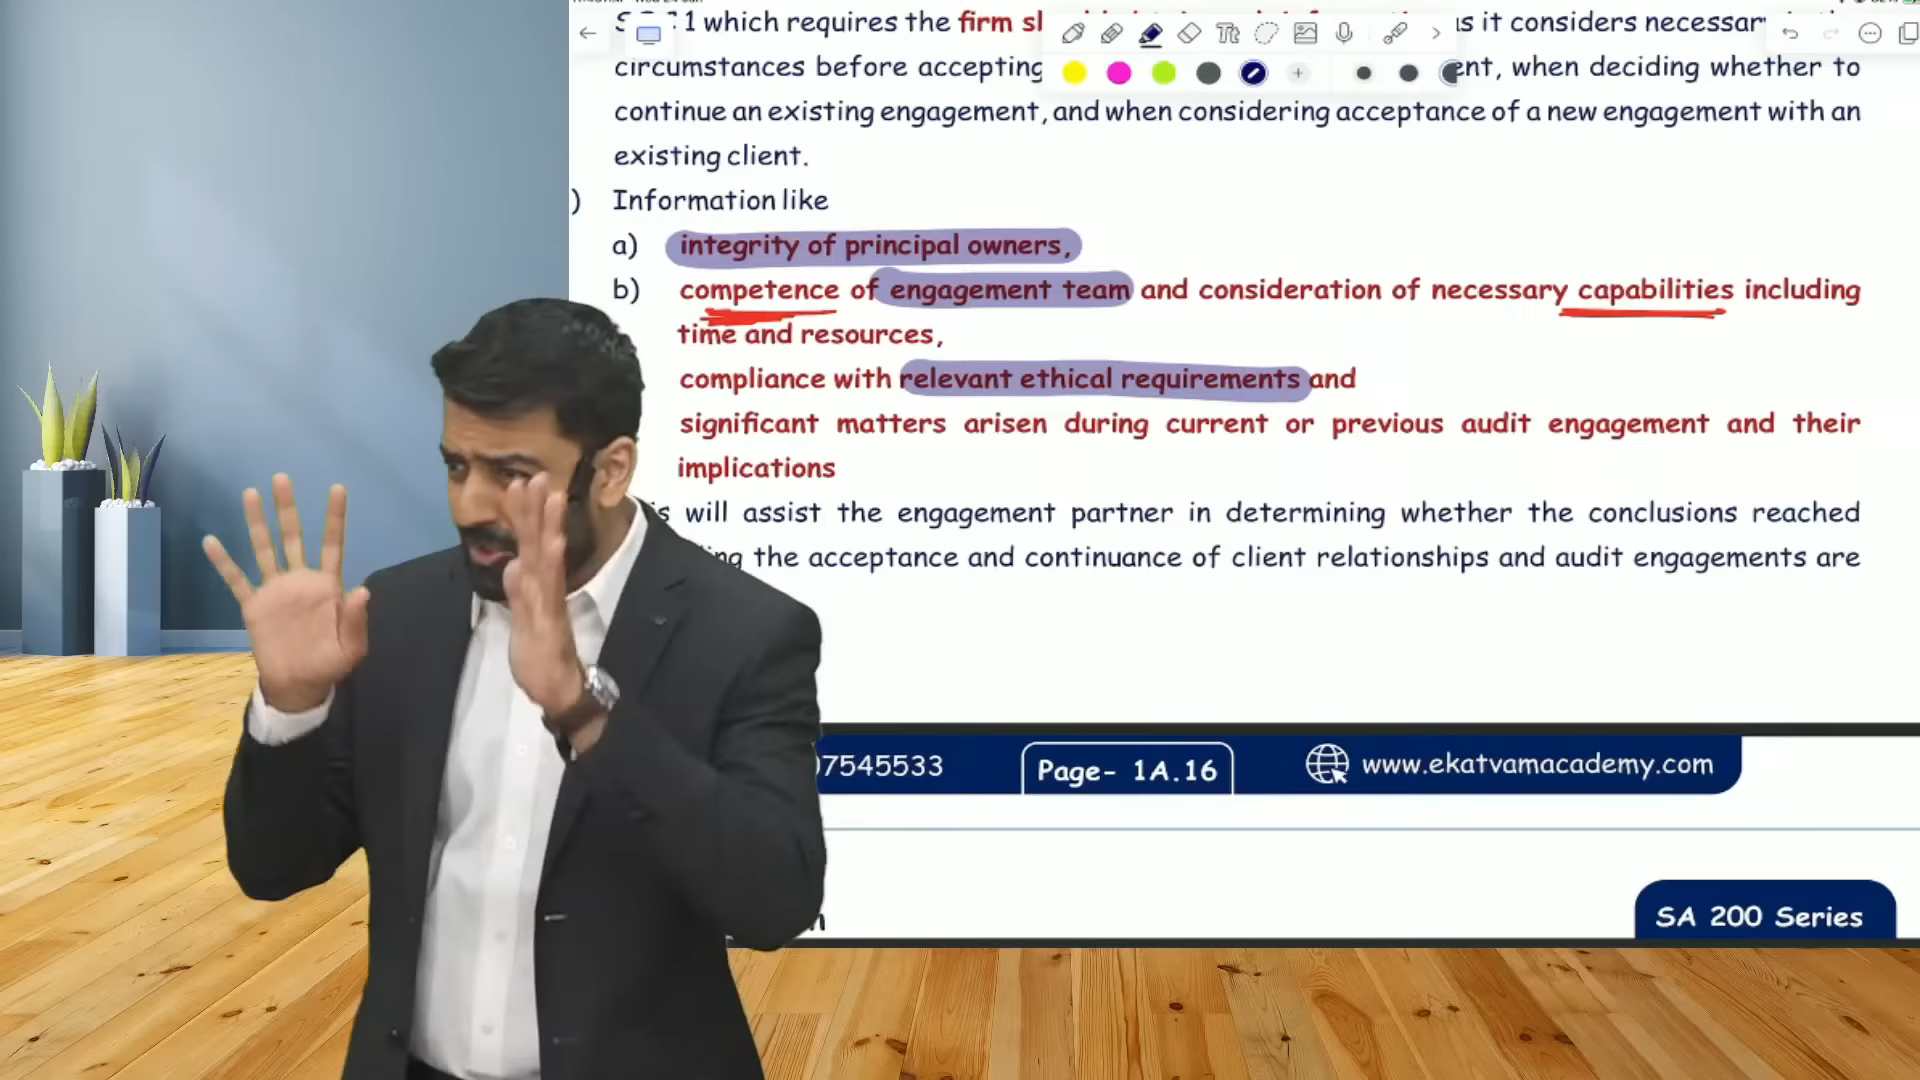 1 which requires the firm as it considers
circumstances before accepting when deciding whether to
continue an existing engagement, and when considering acceptance of a new engagement with an
existing client.
) Information like
a) integrity of principal owners,
b) competence of engagement team and consideration of necessary capabilities including
time and resources,
compliance with relevant ethical requirements and
significant matters arisen during current or previous audit engagement and their
implications
will assist the engagement partner in determining whether the conclusions reached
the acceptance and continuance of client relationships and audit engagements are
07545533
Page- 1A.16
www.ekatvamacademy.com
SA 200 Series